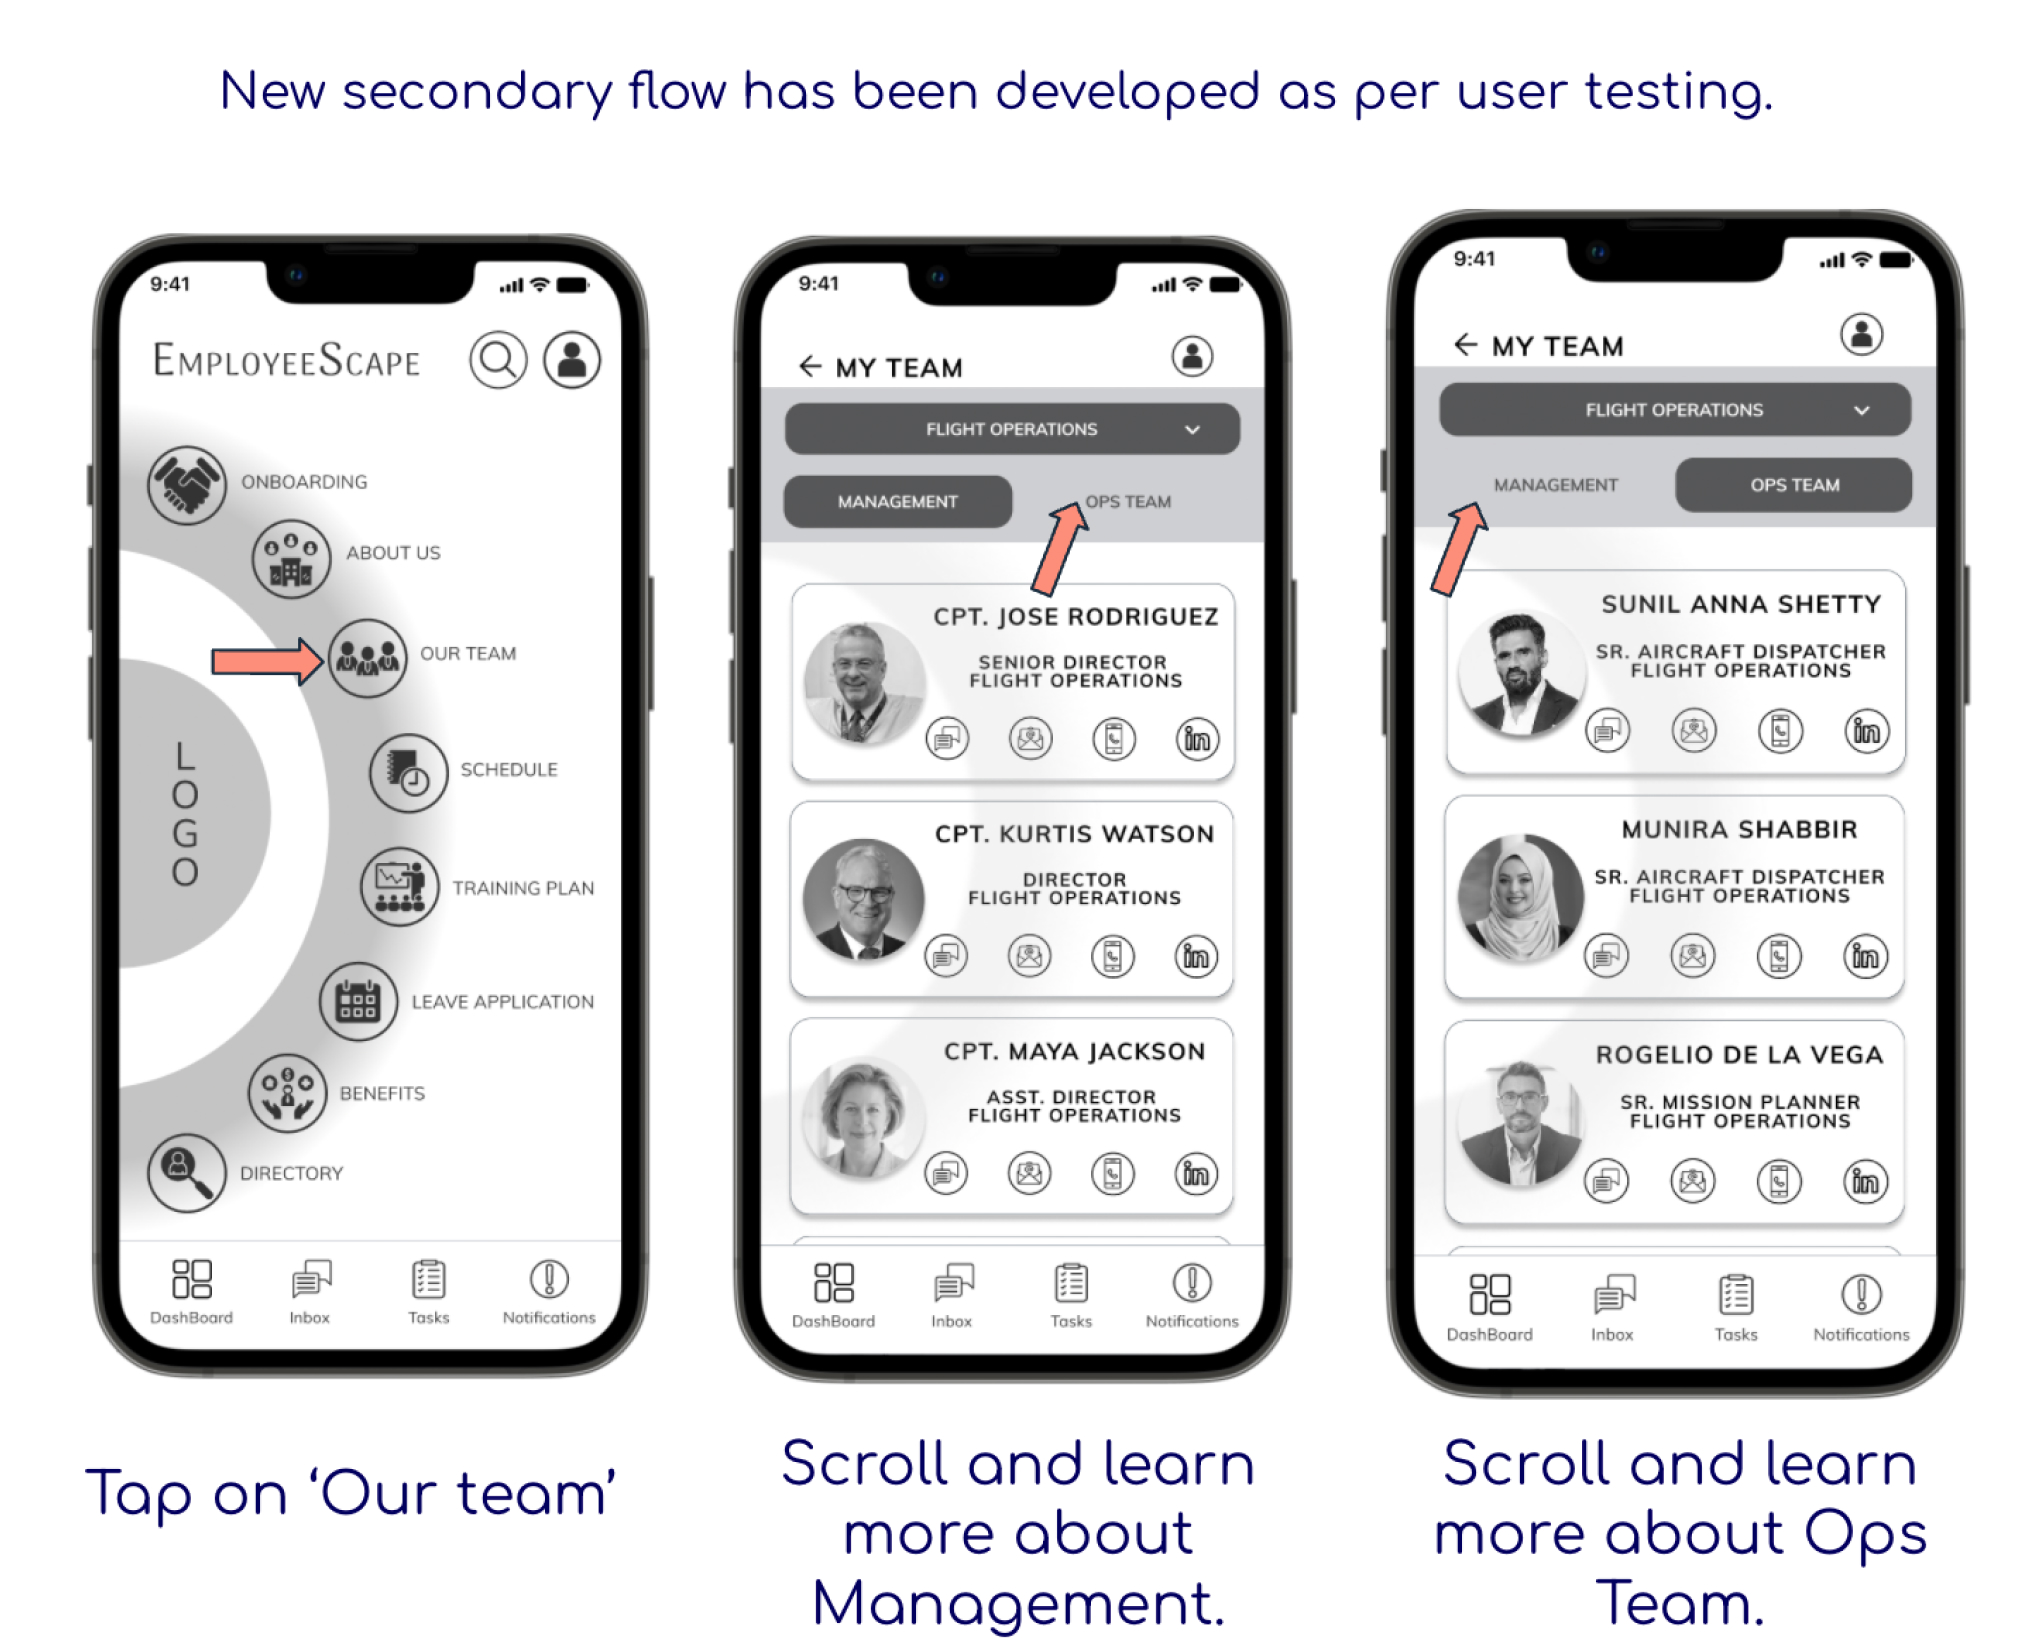 New secondary flow has been developed as per user testing.
9:41
EMPLOYEESCAPE
ONBOARDING
ABOUT US
OUR TEAM
SCHEDULE
TRAINING PLAN
LEAVE APPLICATION
BENEFITS
DIRECTORY
L
O
G
O
DashBoard
Inbox
Tasks
Notifications
Tap on ‘Our team’
9:41
← MY TEAM
FLIGHT OPERATIONS
MANAGEMENT
OPS TEAM
CPT. JOSE RODRIGUEZ
SENIOR DIRECTOR
FLIGHT OPERATIONS
in
CPT. KURTIS WATSON
DIRECTOR
FLIGHT OPERATIONS
in
CPT. MAYA JACKSON
ASST. DIRECTOR
FLIGHT OPERATIONS
in
DashBoard
Inbox
Tasks
Notifications
Scroll and learn
more about
Management.
9:41
← MY TEAM
FLIGHT OPERATIONS
MANAGEMENT
OPS TEAM
SUNIL ANNA SHETTY
SR. AIRCRAFT DISPATCHER
FLIGHT OPERATIONS
in
MUNIRA SHABBIR
SR. AIRCRAFT DISPATCHER
FLIGHT OPERATIONS
in
ROGELIO DE LA VEGA
SR. MISSION PLANNER
FLIGHT OPERATIONS
in
DashBoard
Inbox
Tasks
Notifications
Scroll and learn
more about Ops
Team.